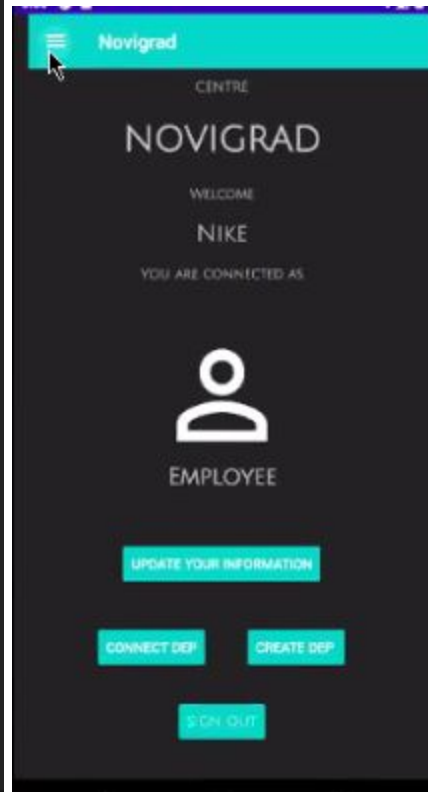 Novigrad
CENTRE
NOVIGRAD
WELCOME
NIKE
YOU ARE CONNECTED AS
EMPLOYEE
UPDATE YOUR INFORMATION
CONNECT DEP CREATE DEP
SIGN OUT